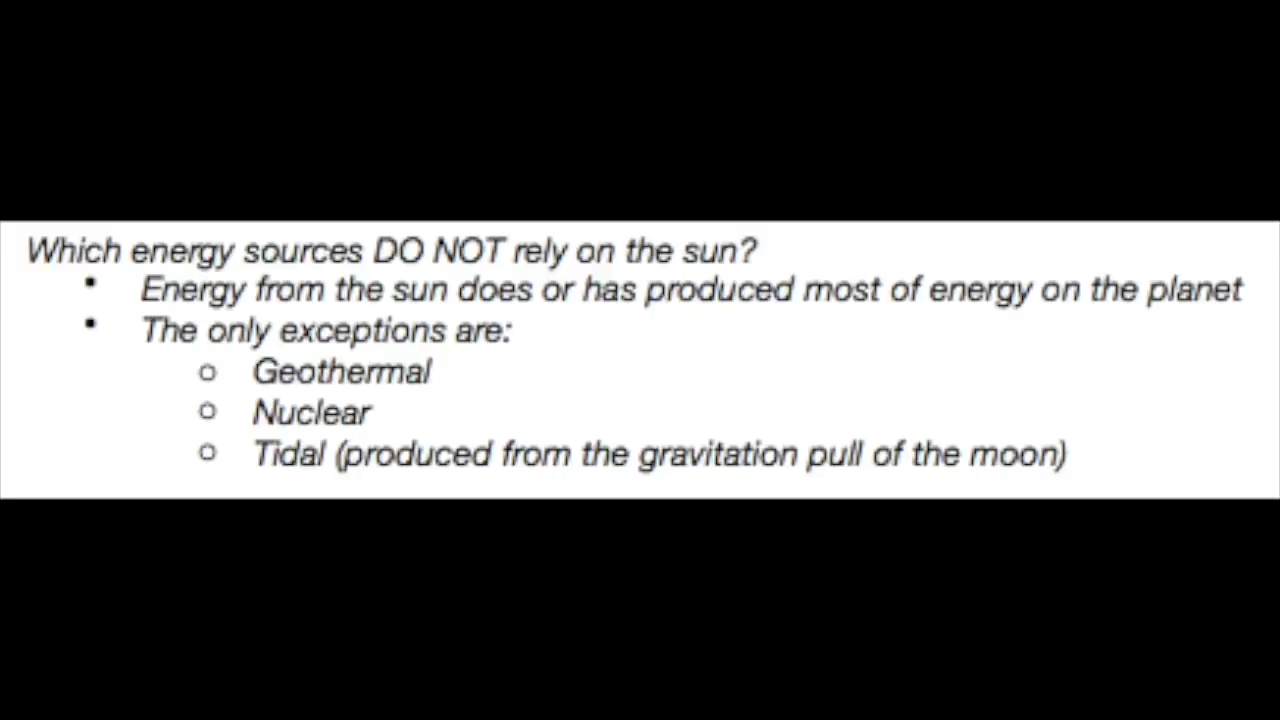 Which energy sources DO NOT rely on the sun?
• Energy from the sun does or has produced most of energy on the planet
• The only exceptions are:
○ Geothermal
○ Nuclear
○ Tidal (produced from the gravitation pull of the moon)